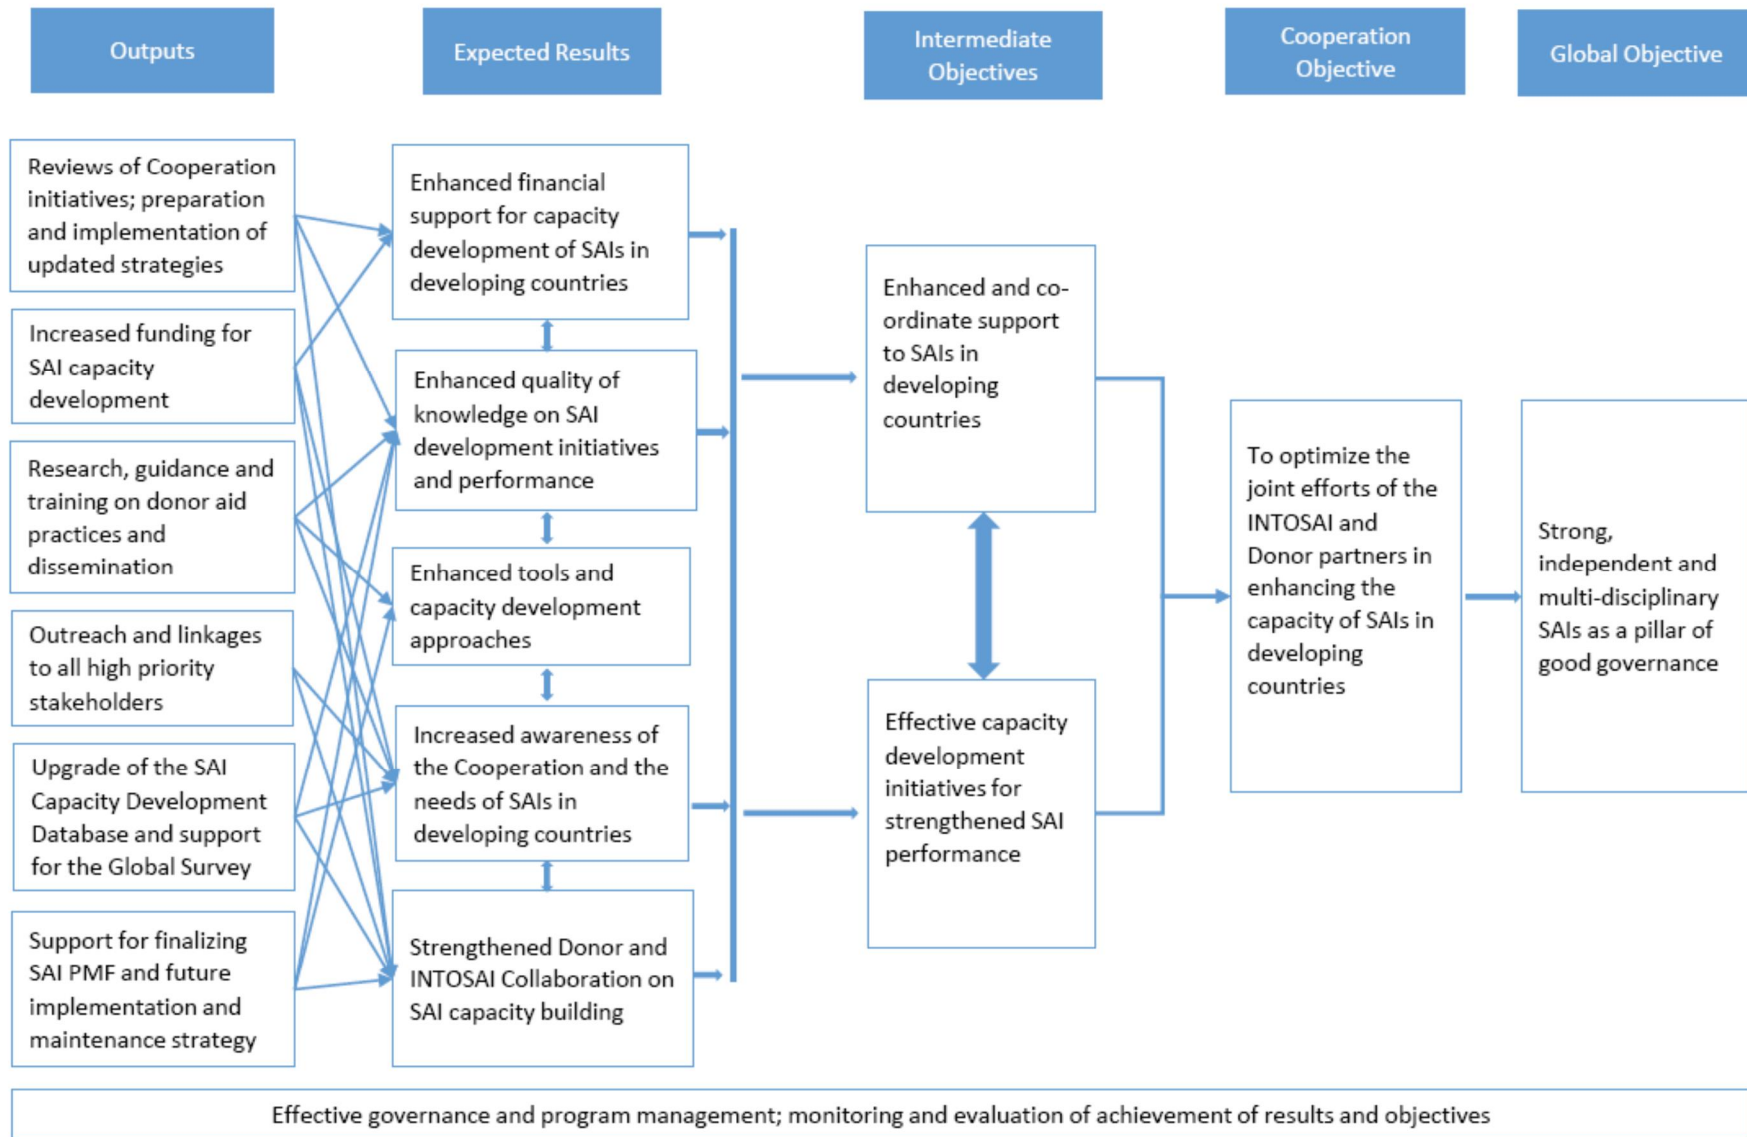 Outputs
Expected Results
Intermediate
Objectives
Cooperation
Objective
Global Objective
Reviews of Cooperation
initiatives; preparation
and implementation of
updated strategies
Increased funding for
SAI capacity
development
Research, guidance and
training on donor aid
practices and
dissemination
Outreach and linkages
to all high priority
stakeholders
Upgrade of the SAI
Capacity Development
Database and support
for the Global Survey
Support for finalizing
SAI PMF and future
implementation and
maintenance strategy
Enhanced financial
support for capacity
development of SAIs in
developing countries
Enhanced quality of
knowledge on SAI
development initiatives
and performance
Enhanced tools and
capacity development
approaches
Increased awareness of
the Cooperation and the
needs of SAIs in
developing countries
Strengthened Donor and
INTOSAI Collaboration on
SAI capacity building
Enhanced and co-
ordinate support
to SAIs in
developing
countries
Effective capacity
development
initiatives for
strengthened SAI
performance
To optimize the
joint efforts of the
INTOSAI and
Donor partners in
enhancing the
capacity of SAIs in
developing
countries
Strong,
independent and
multi-disciplinary
SAIs as a pillar of
good governance
Effective governance and program management; monitoring and evaluation of achievement of results and objectives